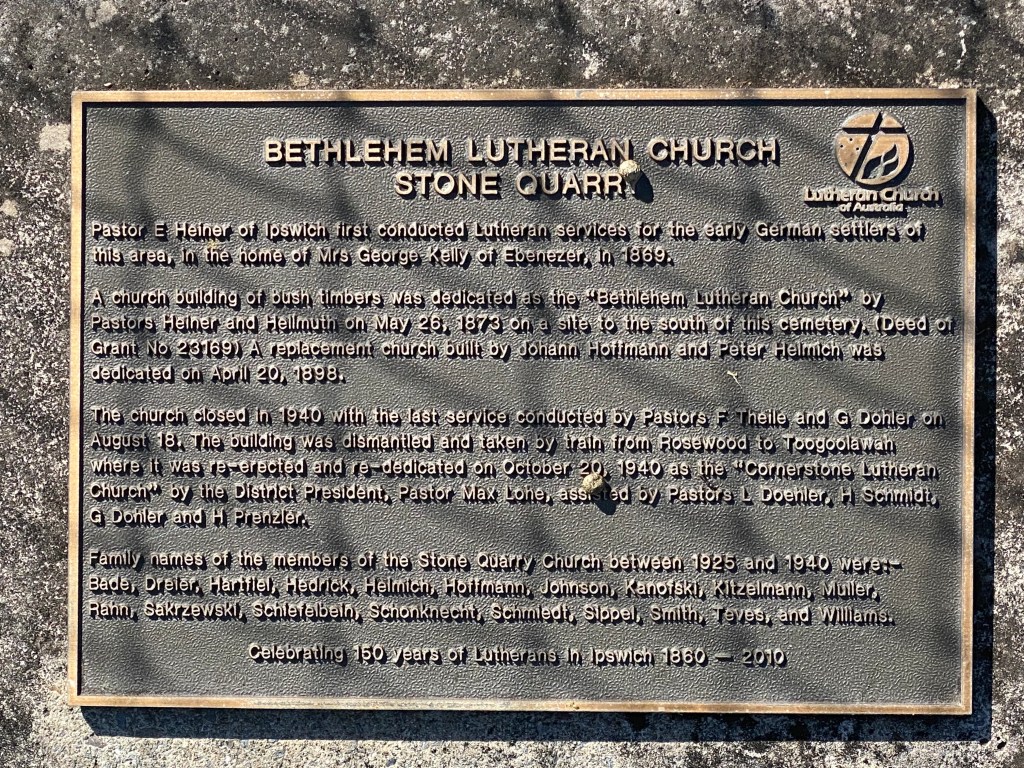 BETHLEHEM LUTHERAN CHURCH
STONE QUARR
Lutheran Church
of Australia
Pastor E Heiner of Ipswich first conducted Lutheran services for the early German settlers of
this area, in the home of Mrs George Kelly of Ebenezer, in 1869.
A church building of bush timbers was dedicated as the "Bethlehem Lutheran Church" by
Pastors Heiner and Hellmuth on May 26, 1873 on a site to the south of this cemetery. (Deed of
Grant No 23169) A replacement church built by Johann Hoffmann and Peter Helmich was
dedicated on April 20, 1898.
The church closed in 1940 with the last service conducted by Pastors F Theile and G Dohler on
August 18. The building was dismantled and taken by train from Rosewood to Toogoolawah
where it was re-erected and re-dedicated on October 20, 1940 as the "Cornerstone Lutheran
Church" by the District President, Pastor Max Lohe, assisted by Pastors L Doehler, H Schmidt,
G Dohler and H Prenzler.
Family names of the members of the Stone Quarry Church between 1925 and 1940 were:-
Bade, Dreier, Hantfiel, Hedrick, Helmich, Hoffmann, Johnson, Kanofski, Kitzelmann, Muller,
Rahn, Sakrzewski, Schiefelbein, Schonknecht, Schmiedt, Sippel, Smith, Teves, and Williams.
Celebrating 150 years of Lutherans in Ipswich 1860 — 2010